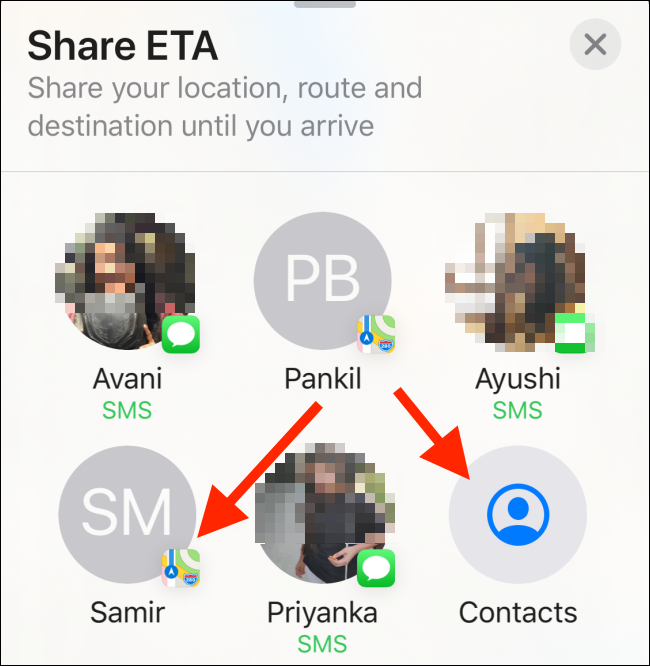 Share ETA
Share your location, route and
destination until you arrive
PB
Avani
Pankil
Ayushi
SMS
SMS
SM
Samir
Priyanka
Contacts
SMS